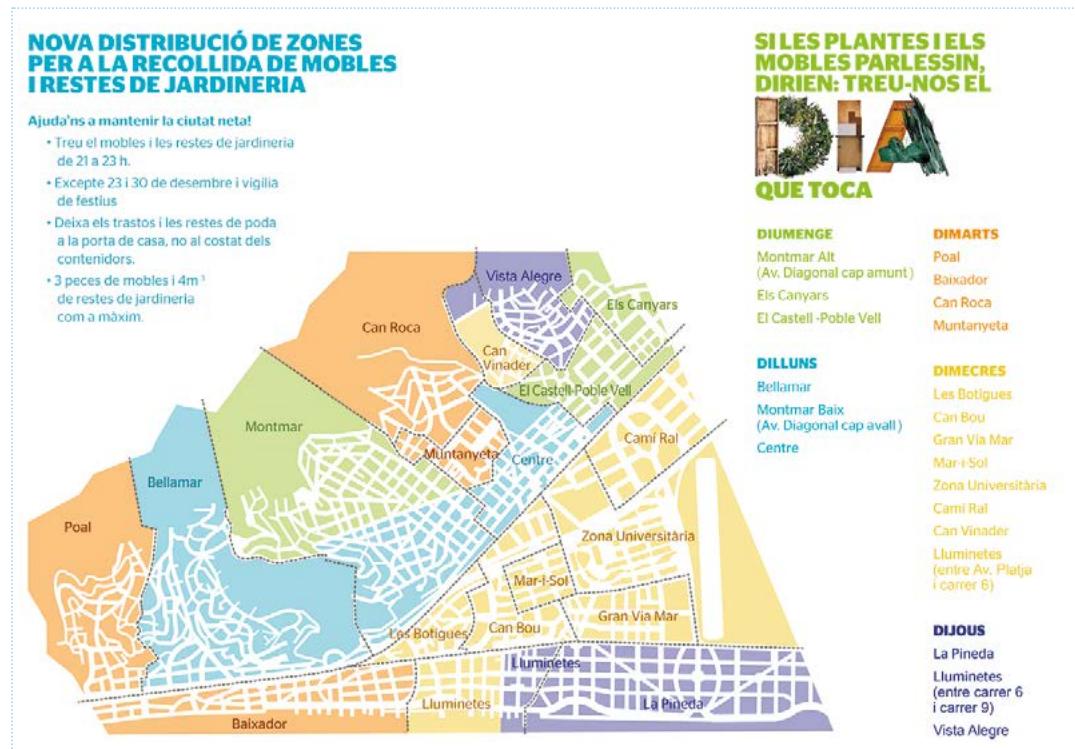 NOVA DISTRIBUCIÓ DE ZONES
PER A LA RECOLLIDA DE MOBLES
I RESTES DE JARDINERIA
Ajuda'ns a mantenir la ciutat neta!
• Treu el mobles i les restes de jardineria
de 21 a 23 h.
• Excepte 23 i 30 de desembre i vigília
de festius
• Deixa els trastos i les restes de poda
a la porta de casa, no al costat dels
contenidors.
• 3 peces de mobles i 4m³
de restes de jardineria
com a màxim.
SI LES PLANTES I ELS
MOBLES PARLESSIN,
DIRIEN: TREU-NOS EL
DIA
QUE TOCA
DIUMENGE
Montmar Alt
(Av. Diagonal cap amunt)
Els Canyars
El Castell -Poble Vell
DILLUNS
Bellamar
Montmar Baix
(Av. Diagonal cap avall)
Centre
DIMARTS
Poal
Baixador
Can Roca
Muntanyeta
DIMECRES
Les Botigues
Can Bou
Gran Via Mar
Mar-i-Sol
Zona Universitària
Camí Ral
Can Vinader
Lluminetes
(entre Av. Platja
i carrer 6)
DIJOUS
La Pineda
Lluminetes
(entre carrer 6
i carrer 9)
Vista Alegre
Vista Alegre
Els Canyars
Can Roca
Can
Vinader
El Castell-Poble Vell
Montmar
Muntanyeta
Centre
Camí Ral
Bellamar
Poal
Zona Universitària
Mar-i-Sol
Les Botigues
Can Bou
Gran Via Mar
Lluminetes
Lluminetes
La Pineda
Baixador